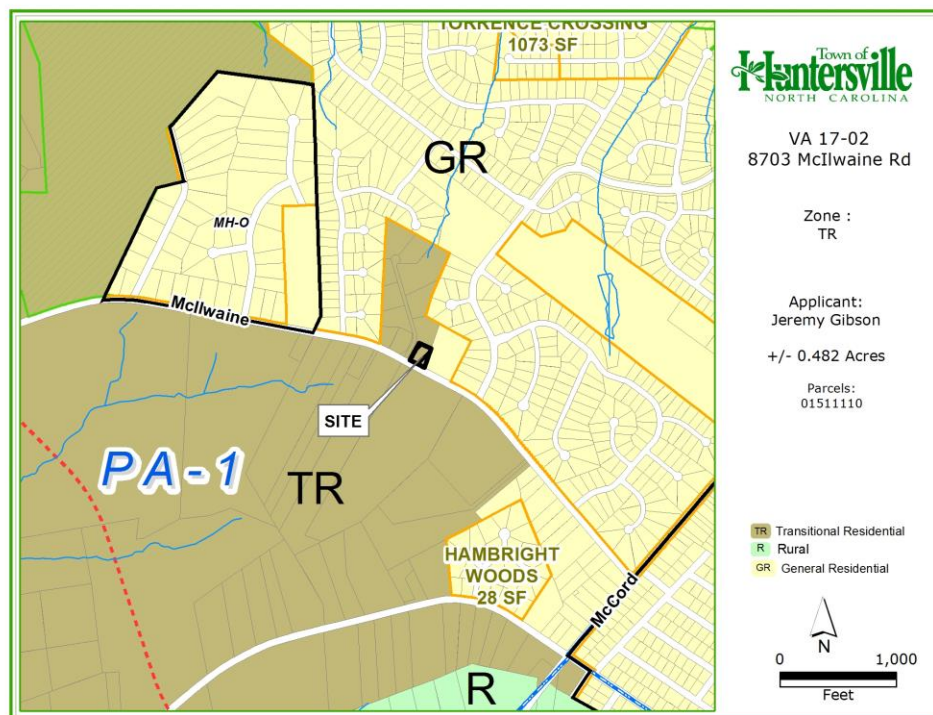 TORRENCE CROSSING
1073 SF
GR
MH-O
McIlwaine
SITE
PA-1
TR
HAMBRIGHT
WOODS
28 SF
McCord
R
Town of
Huntersville
NORTH CAROLINA
VA 17-02
8703 McIlwaine Rd
Zone :
TR
Applicant:
Jeremy Gibson
+/- 0.482 Acres
Parcels:
01511110
TR Transitional Residential
R Rural
GR General Residential
N
0 1,000
Feet